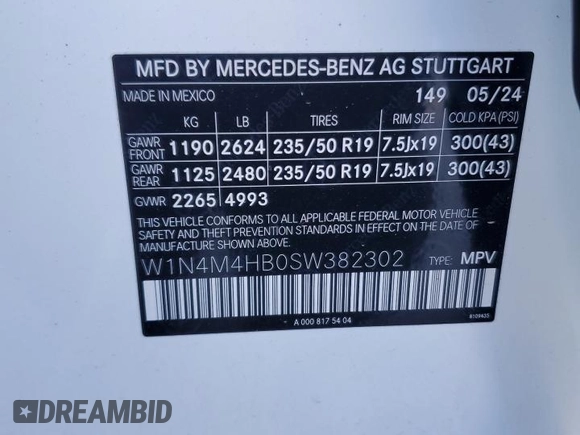 MFD BY MERCEDES-BENZ AG STUTTGART
MADE IN MEXICO 149 05/24
KG LB TIRES RIM SIZE COLD KPA(PSI)
GAWR FRONT 1190 2624 235/50 R19 7.5Jx19 300(43)
GAWR REAR 1125 2480 235/50 R19 7.5Jx19 300(43)
GVWR 2265 4993
THIS VEHICLE CONFORMS TO ALL APPLICABLE FEDERAL MOTOR VEHICLE
SAFETY AND THEFT PREVENTION STANDARDS IN EFFECT ON THE DATE OF
MANUFACTURE SHOWN ABOVE.
W1N4M4HB0SW382302 TYPE: MPV
A 000 817 54 04
DREAMBID